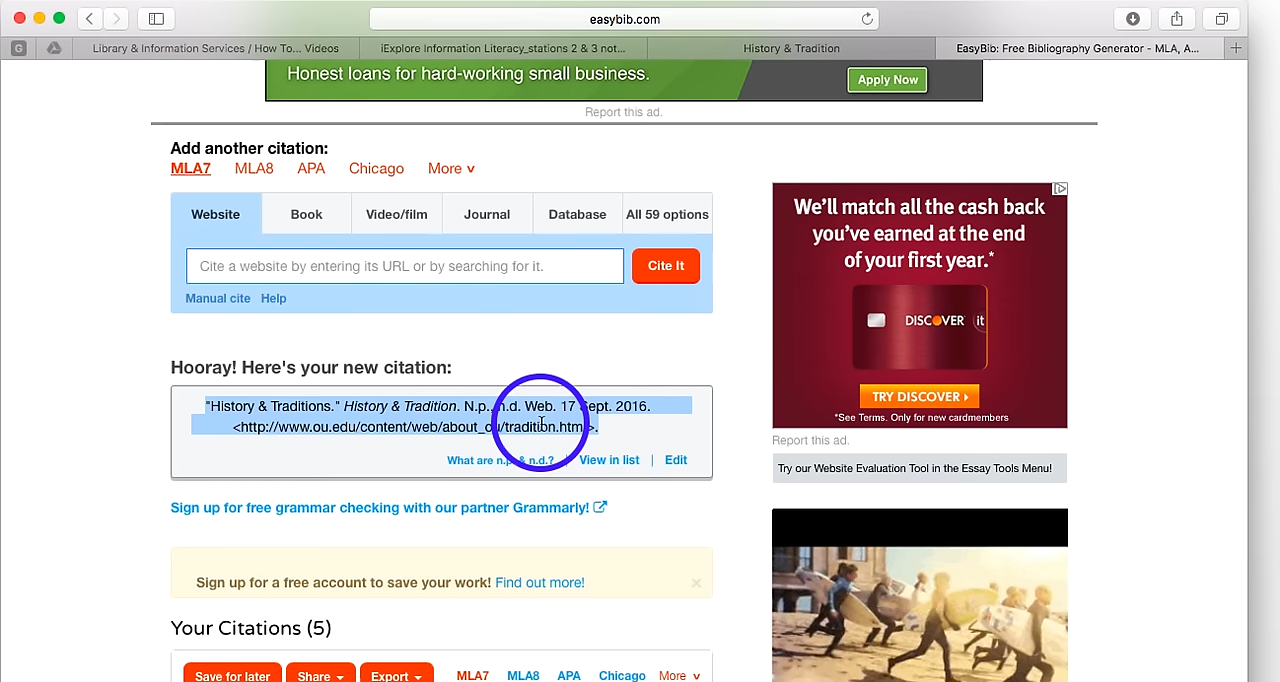 easybib.com
G
Library & Information Services / How To... Videos
iExplore Information Literacy_stations 2 & 3 not...
History & Tradition
EasyBib: Free Bibliography Generator - MLA, A...
Honest loans for hard-working small business.
Apply Now
Report this ad.
Add another citation:
MLA7 MLA8 APA Chicago More
Website Book Video/film Journal Database All 59 options
Cite a website by entering its URL or by searching for it.
Cite It
Manual cite Help
Hooray! Here's your new citation:
"History & Traditions." History & Tradition. N.p., n.d. Web. 17 Sept. 2016.
<http://www.ou.edu/content/web/about_ou/tradition.html>.
What are n.p. & n.d.? | View in list | Edit
Sign up for free grammar checking with our partner Grammarly!
Sign up for a free account to save your work! Find out more!
Your Citations (5)
Save for later Share Export MLA7 MLA8 APA Chicago More
We'll match all the cash back
you've earned at the end
of your first year.*
DISCOVER it
TRY DISCOVER
*See Terms. Only for new cardmembers
Report this ad.
Try our Website Evaluation Tool in the Essay Tools Menu!